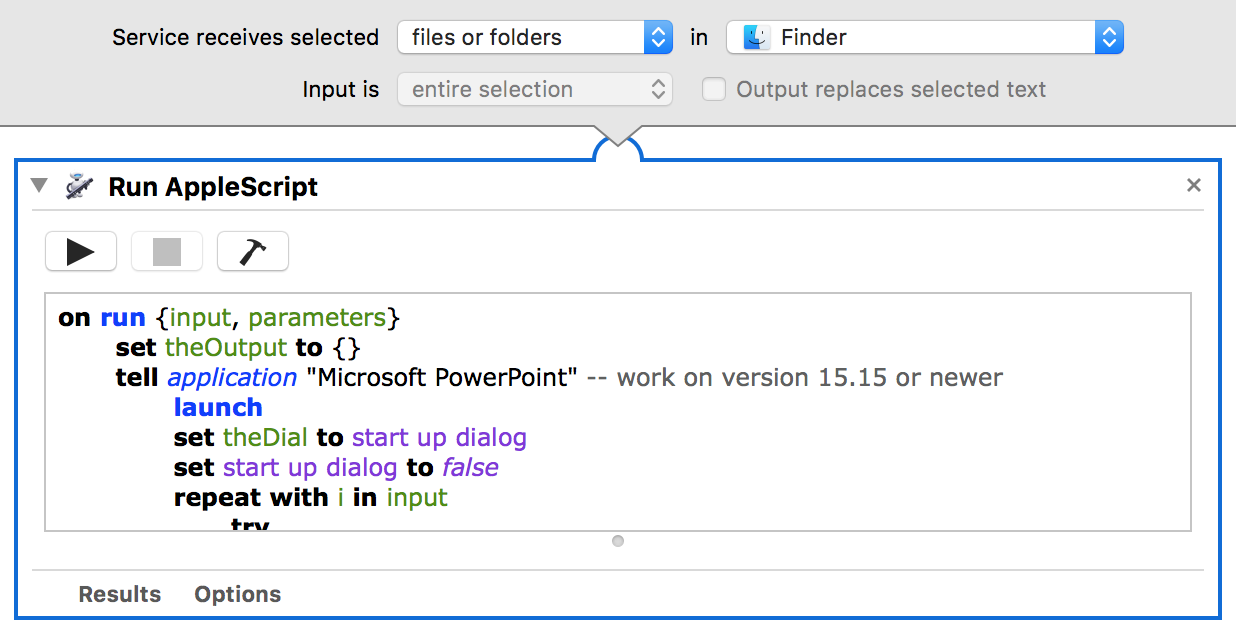 Service receives selected files or folders in Finder
Input is entire selection Output replaces selected text
Run AppleScript
on run {input, parameters}
set theOutput to {}
tell application "Microsoft PowerPoint" -- work on version 15.15 or newer
launch
set theDial to start up dialog
set start up dialog to false
repeat with i in input
try
Results Options